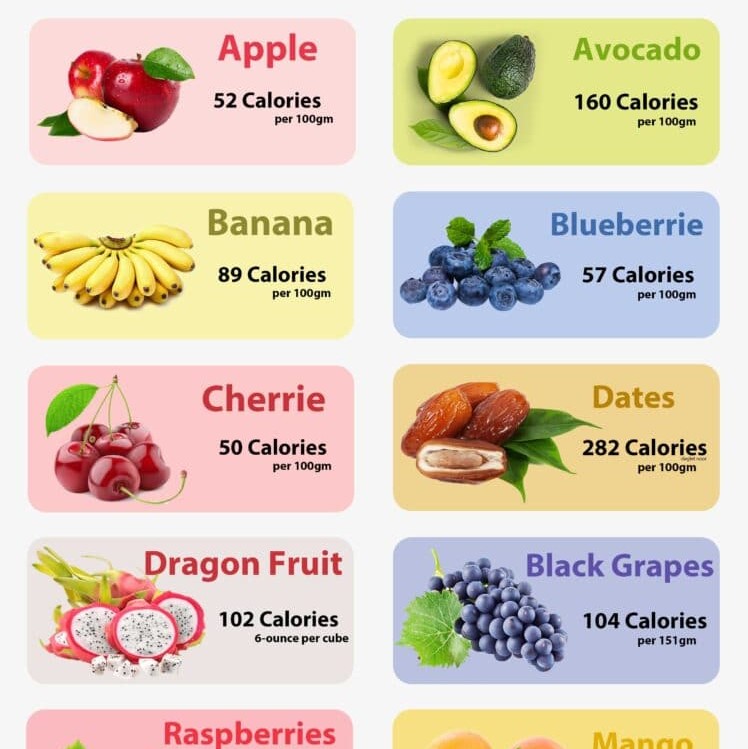 Apple
52 Calories
per 100gm
Avocado
160 Calories
per 100gm
Banana
89 Calories
per 100gm
Blueberrie
57 Calories
per 100gm
Cherrie
50 Calories
per 100gm
Dates
282 Calories
per 100gm
Dragon Fruit
102 Calories
6-ounce per cube
Black Grapes
104 Calories
per 151gm
Raspberries
Mango